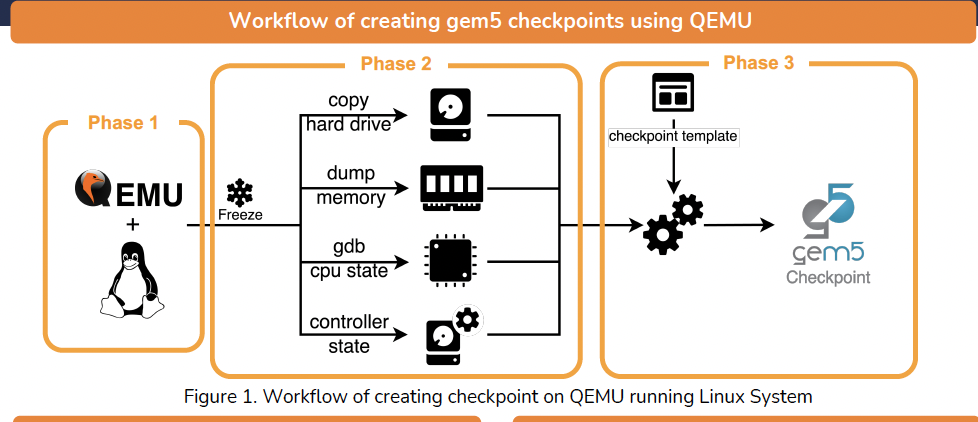 Workflow of creating gem5 checkpoints using QEMU
Phase 1
QEMU
+
Phase 2
Freeze
copy
hard drive
dump
memory
gdb
cpu state
controller
state
Phase 3
checkpoint template
g5
gem5
Checkpoint
Figure 1. Workflow of creating checkpoint on QEMU running Linux System